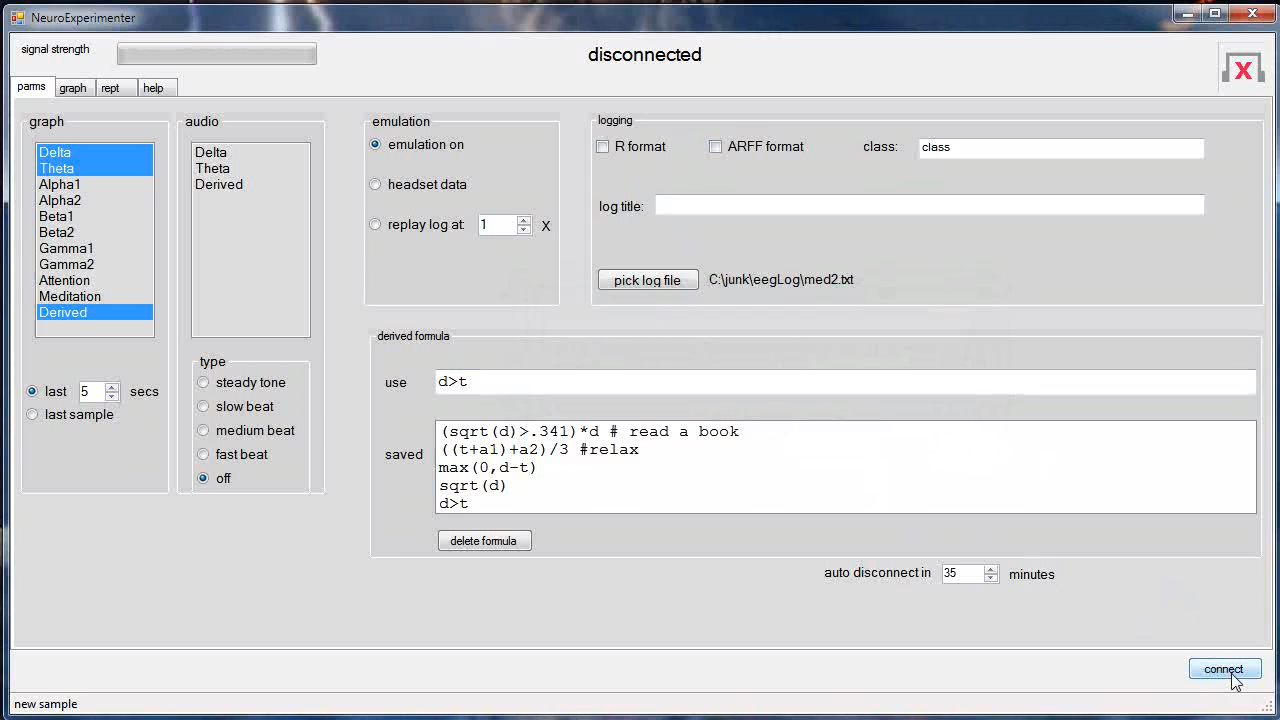 NeuroExperimenter
signal strength
disconnected
X
parms graph rept help
graph
Delta
Theta
Alpha1
Alpha2
Beta1
Beta2
Gamma1
Gamma2
Attention
Meditation
Derived
last 5 secs
last sample
audio
Delta
Theta
Derived
type
steady tone
slow beat
medium beat
fast beat
off
emulation
emulation on
headset data
replay log at: 1 X
logging
R format ARFF format class: class
log title:
pick log file C:\junk\eegLog\med2.txt
derived formula
use d>t
saved
(sqrt(d)>.341)*d # read a book
((t+a1)+a2)/3 #relax
max(0,d-t)
sqrt(d)
d>t
delete formula
auto disconnect in 35 minutes
connect
new sample